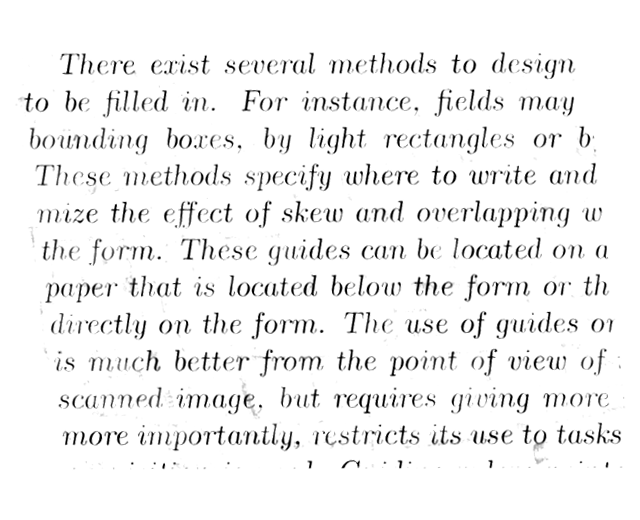 There exist several methods to design
to be filled in. For instance, fields may
bounding boxes, by light rectangles or b
These methods specify where to write and
mize the effect of skew and overlapping w
the form. These guides can be located on a
paper that is located below the form or th
directly on the form. The use of guides or
is much better from the point of view of
scanned image, but requires giving more
more importantly, restricts its use to tasks